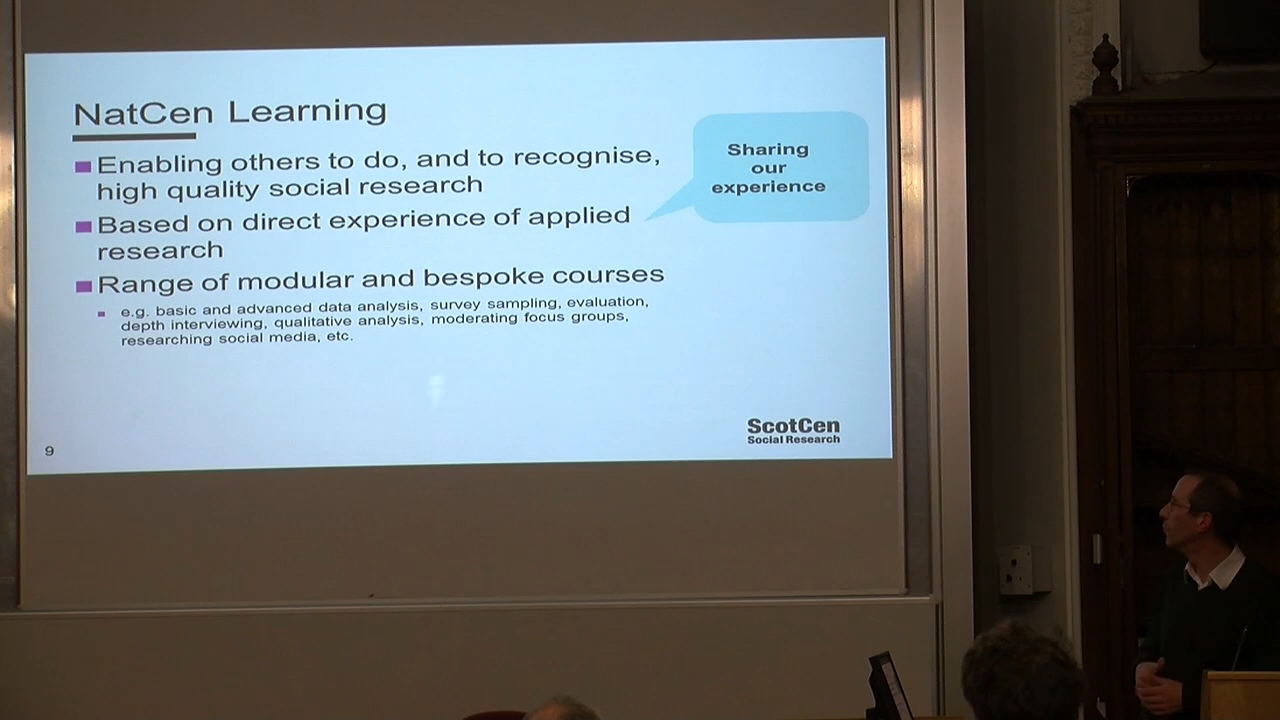 NatCen Learning
Enabling others to do, and to recognise,
high quality social research
Based on direct experience of applied
research
Range of modular and bespoke courses
e.g. basic and advanced data analysis, survey sampling, evaluation,
depth interviewing, qualitative analysis, moderating focus groups,
researching social media, etc.
Sharing
our
experience
ScotCen
Social Research
9